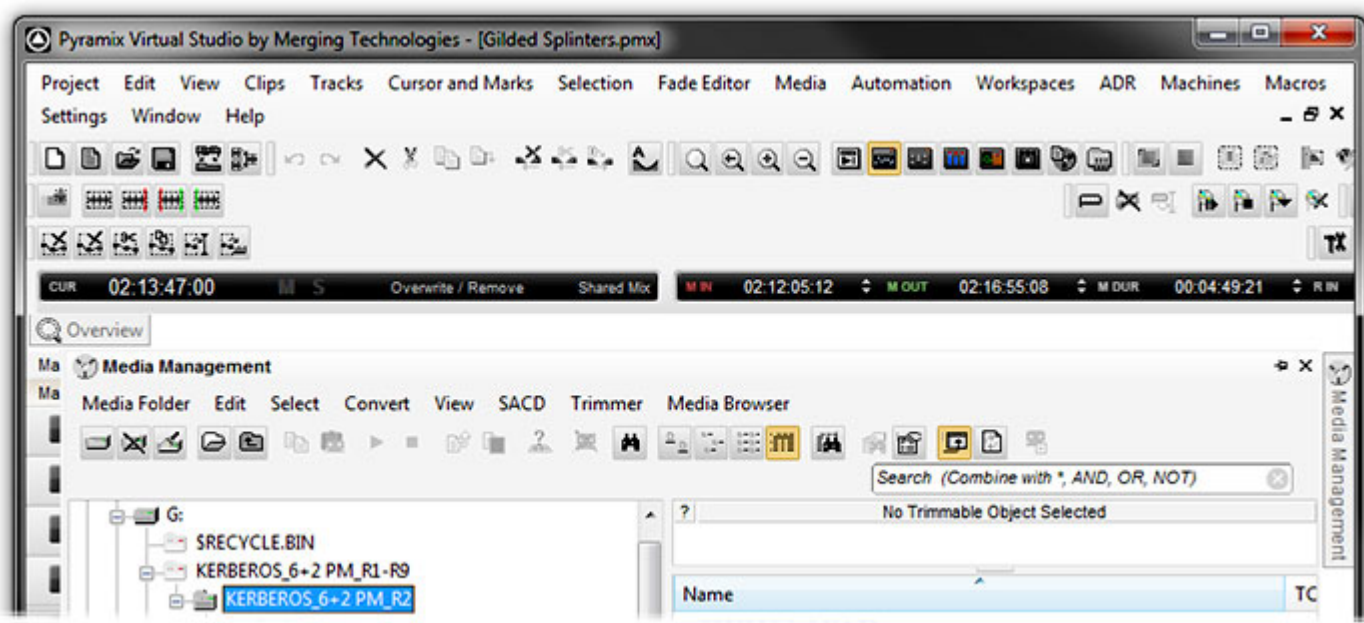 Pyramix Virtual Studio by Merging Technologies - [Gilded Splinters.pmx]
Project Edit View Clips Tracks Cursor and Marks Selection Fade Editor Media Automation Workspaces ADR Machines Macros
Settings Window Help
CUR 02:13:47:00 M S Overwrite / Remove Shared Mix M IN 02:12:05:12 M OUT 02:16:55:08 M DUR 00:04:49:21 R IN
Overview
Ma Media Management
Ma Media Folder Edit Select Convert View SACD Trimmer Media Browser
Media Management
Search (Combine with *, AND, OR, NOT)
G: ? No Trimmable Object Selected
$RECYCLE.BIN
KERBEROS_6+2 PM_R1-R9
KERBEROS_6+2 PM_R2 Name TC